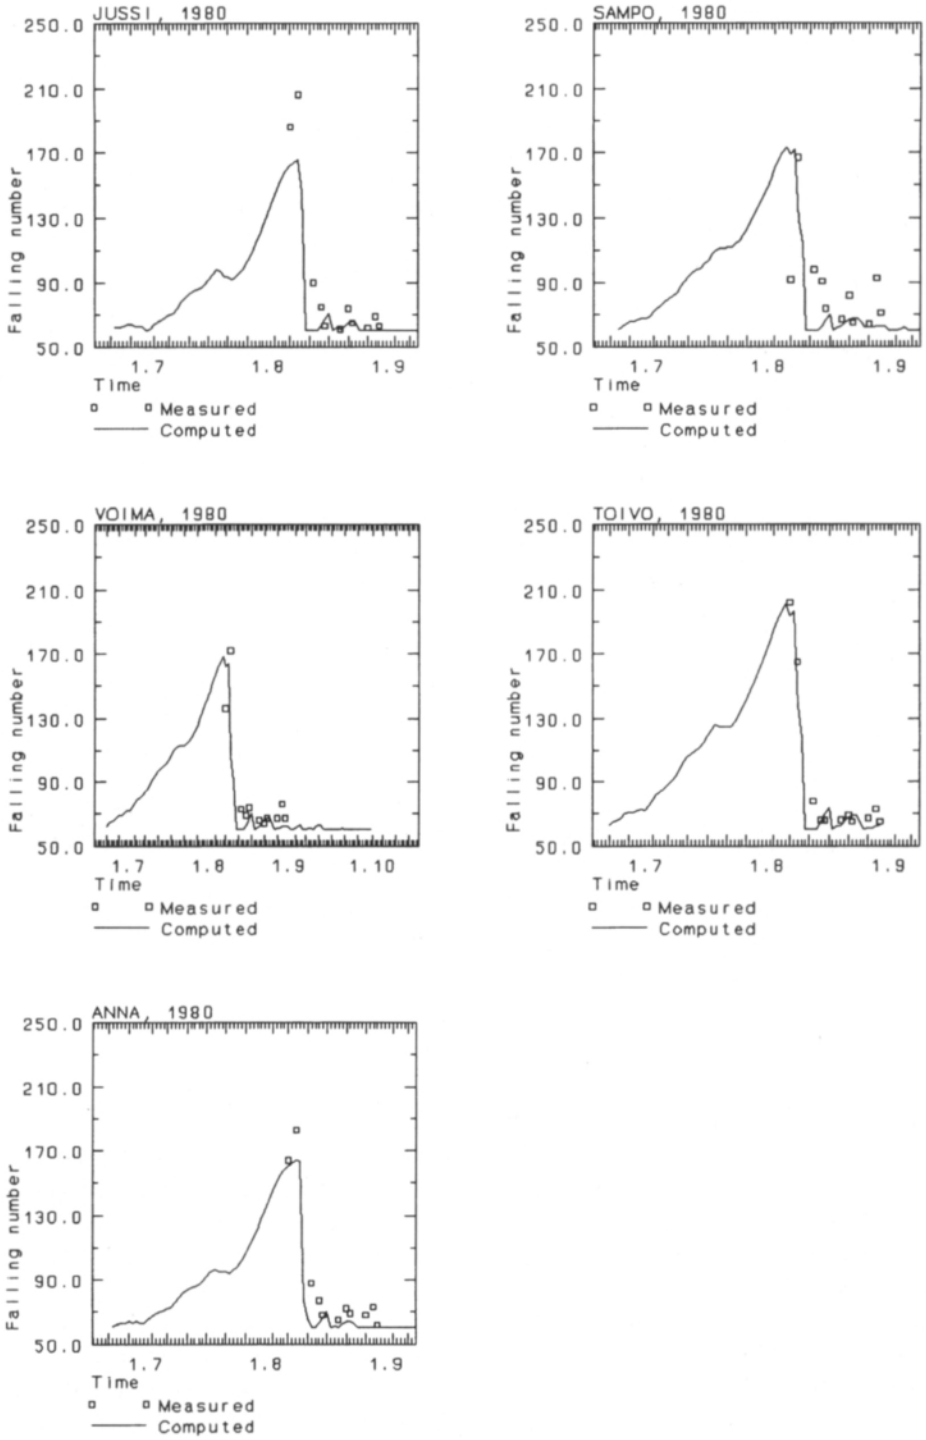 JUSSI, 1980
250.0
210.0
170.0
130.0
90.0
50.0
Falling number
1.7 1.8 1.9
Time
Measured
Computed
SAMPO, 1980
250.0
210.0
170.0
130.0
90.0
50.0
Falling number
1.7 1.8 1.9
Time
Measured
Computed
VOIMA, 1980
250.0
210.0
170.0
130.0
90.0
50.0
Falling number
1.7 1.8 1.9 1.10
Time
Measured
Computed
TOIVO, 1980
250.0
210.0
170.0
130.0
90.0
50.0
Falling number
1.7 1.8 1.9
Time
Measured
Computed
ANNA, 1980
250.0
210.0
170.0
130.0
90.0
50.0
Falling number
1.7 1.8 1.9
Time
Measured
Computed